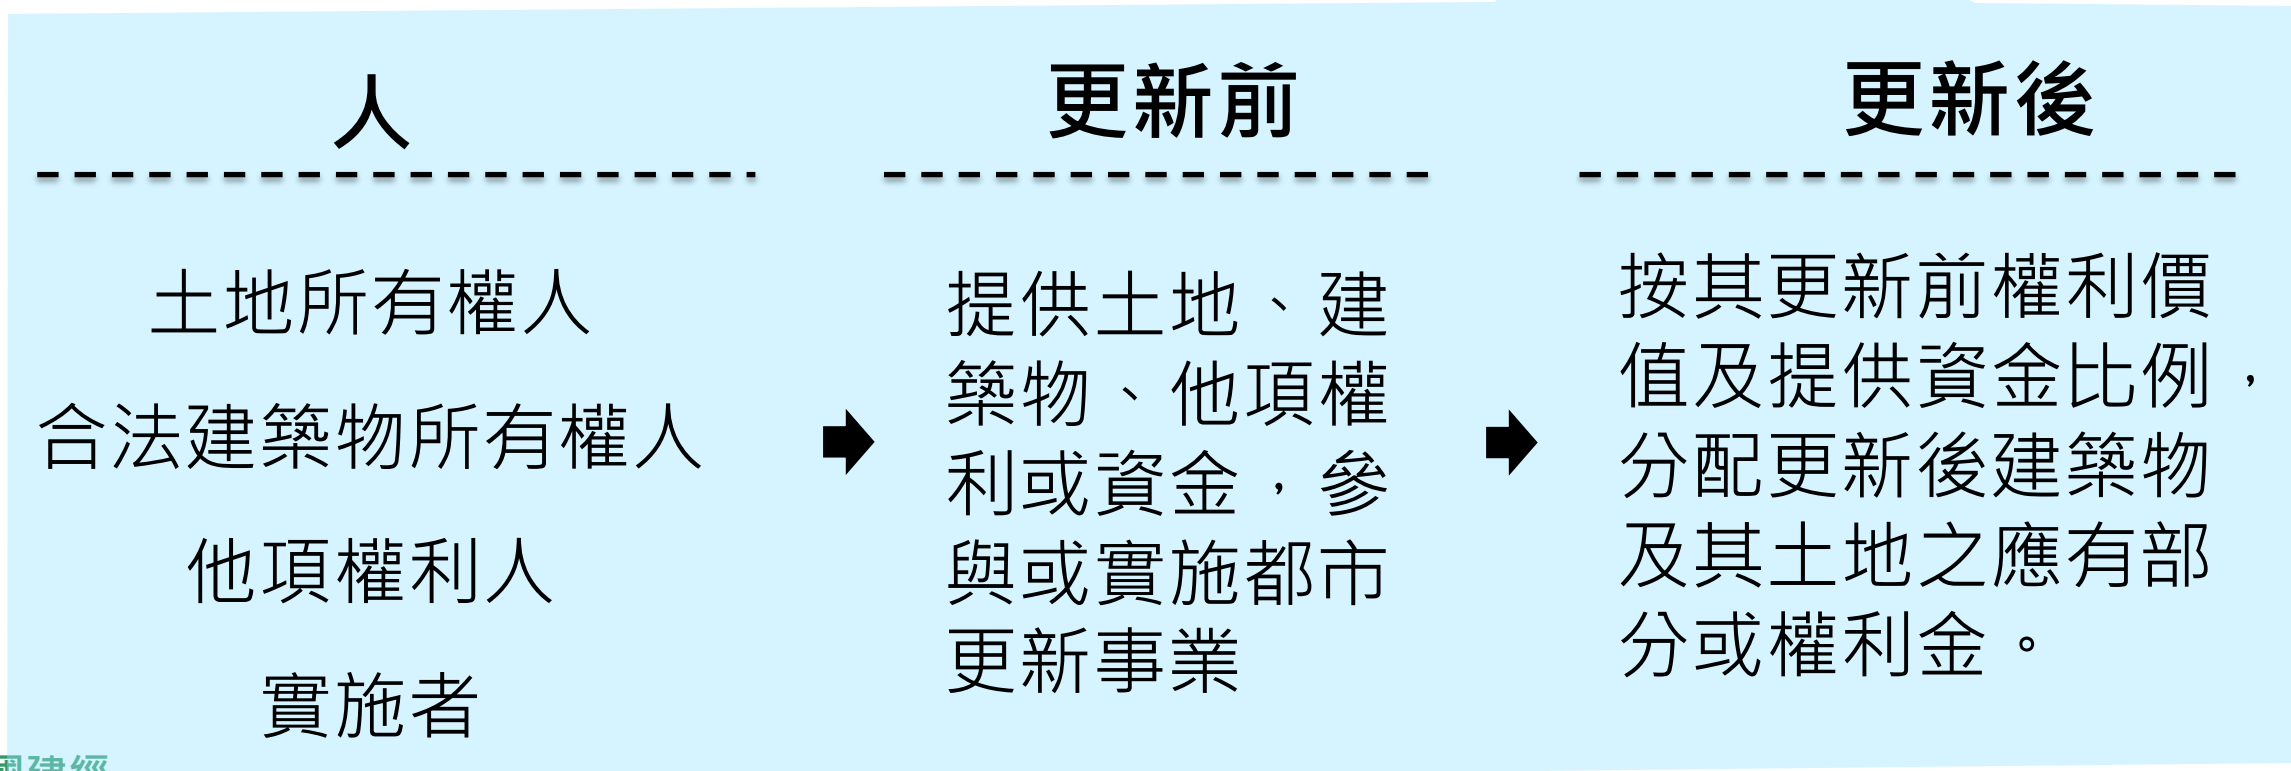 人
土地所有權人
合法建築物所有權人
他項權利人
實施者
更新前
提供土地、建
築物、他項權
利或資金，參
與或實施都市
更新事業
更新後
按其更新前權利價
值及提供資金比例，
分配更新後建築物
及其土地之應有部
分或權利金。
建經